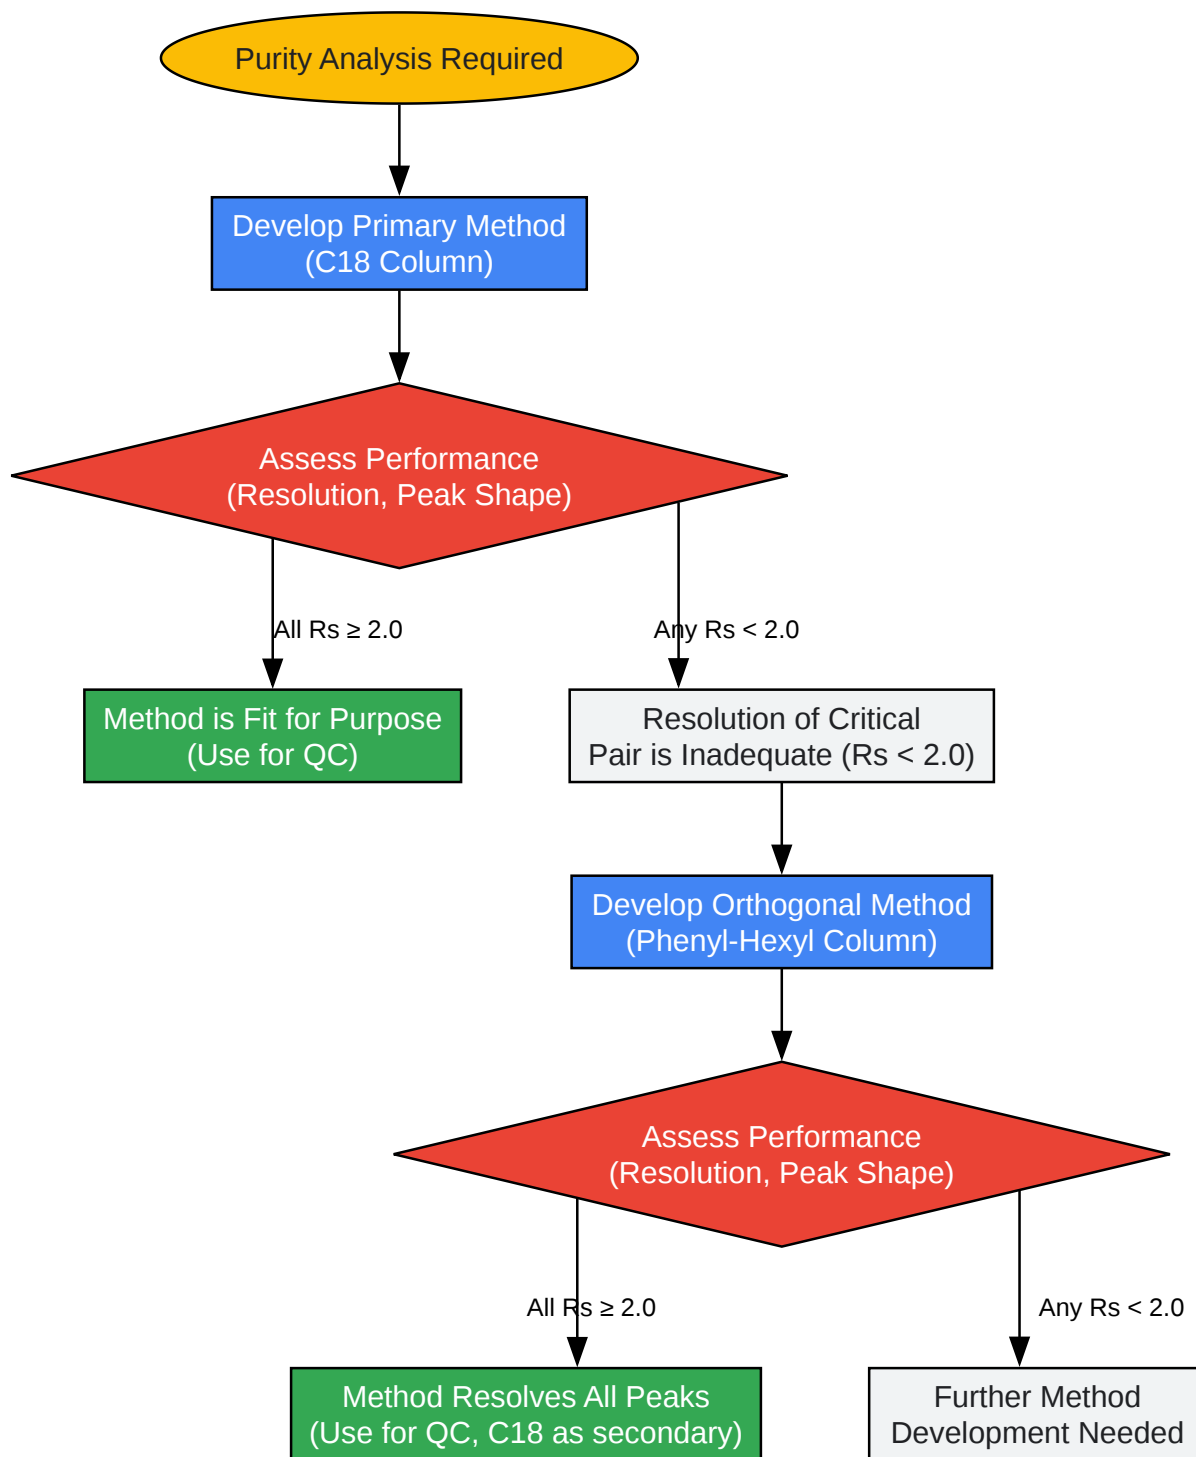 Purity Analysis Required
Develop Primary Method
(C18 Column)
Assess Performance
(Resolution, Peak Shape)
All Rs ≥ 2.0
Any Rs < 2.0
Method is Fit for Purpose
(Use for QC)
Resolution of Critical
Pair is Inadequate (Rs < 2.0)
Develop Orthogonal Method
(Phenyl-Hexyl Column)
Assess Performance
(Resolution, Peak Shape)
All Rs ≥ 2.0
Any Rs < 2.0
Method Resolves All Peaks
(Use for QC, C18 as secondary)
Further Method
Development Needed